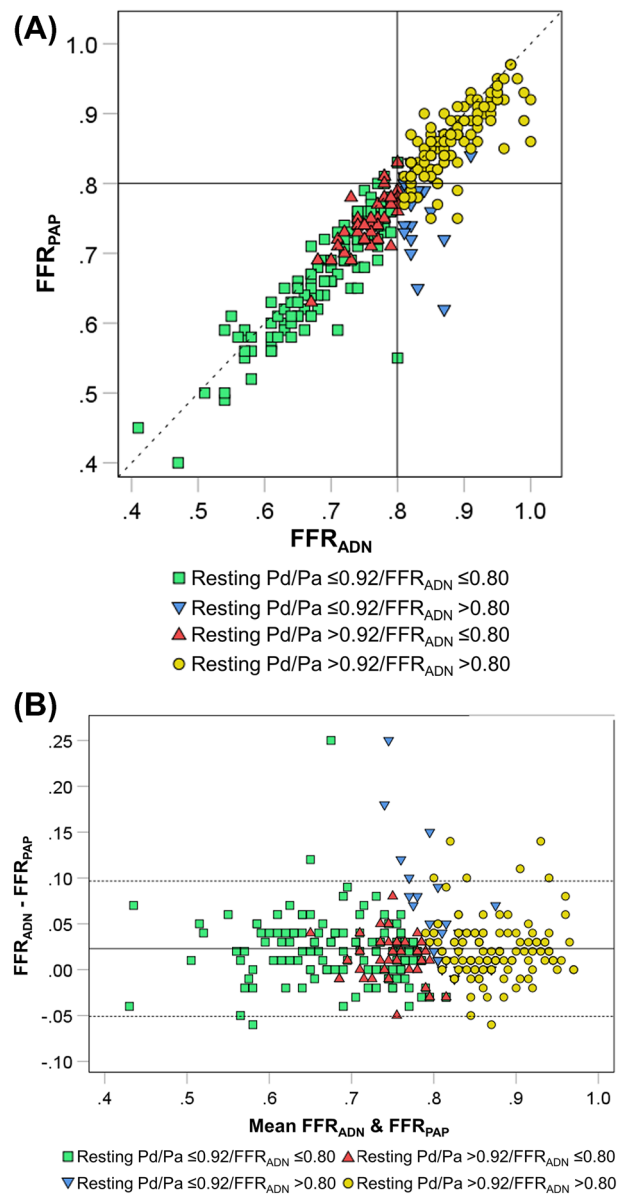 (A)
1.0
.9
.8
.7
.6
.5
.4
FFRPAP
.4 .5 .6 .7 .8 .9 1.0
FFRADN
Resting Pd/Pa ≤0.92/FFRADN ≤0.80
Resting Pd/Pa ≤0.92/FFRADN >0.80
Resting Pd/Pa >0.92/FFRADN ≤0.80
Resting Pd/Pa >0.92/FFRADN >0.80
(B)
.25
.20
.15
.10
.05
.00
-.05
-.10
FFRADN - FFRPAP
.4 .5 .6 .7 .8 .9 1.0
Mean FFRADN & FFRPAP
Resting Pd/Pa ≤0.92/FFRADN ≤0.80 Resting Pd/Pa >0.92/FFRADN ≤0.80
Resting Pd/Pa ≤0.92/FFRADN >0.80 Resting Pd/Pa >0.92/FFRADN >0.80